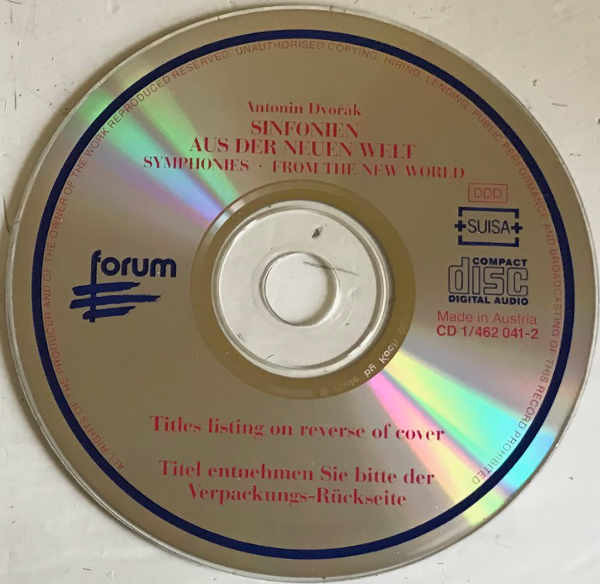 ALL RIGHTS OF THE PRODUCER AND OF THE OWNER OF THE WORK REPRODUCED RESERVED. UNAUTHORISED COPYING, HIRING, LENDING, PUBLIC PERFORMANCE AND BROADCASTING OF THIS RECORD PROHIBITED
Antonin Dvořák
SINFONIEN
AUS DER NEUEN WELT
SYMPHONIES · FROM THE NEW WORLD
DDD
SUISA
forum
COMPACT
disc
DIGITAL AUDIO
Made in Austria
CD 1/462 041-2
Titles listing on reverse of cover
Titel entnehmen Sie bitte der
Verpackungs-Rückseite